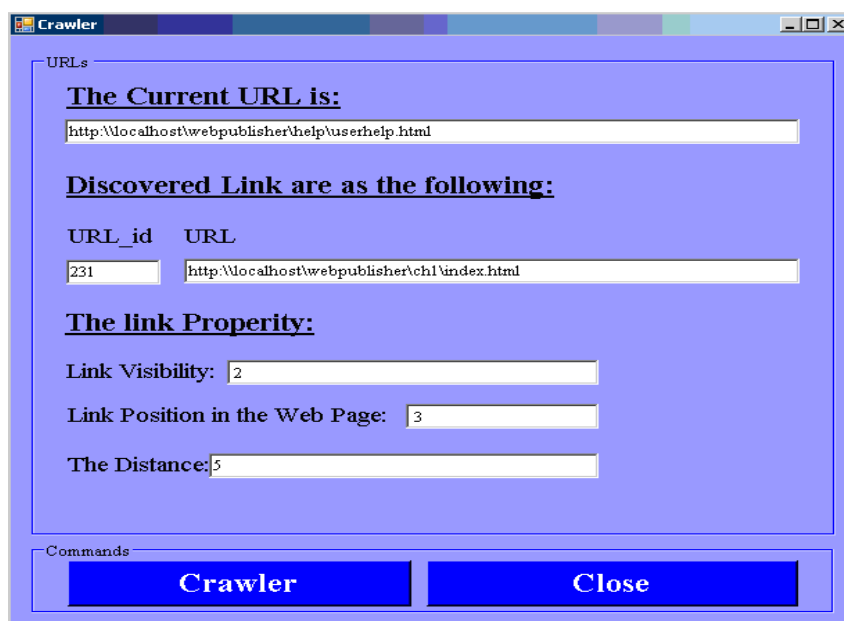 Crawler
URLs
The Current URL is:
http:\\localhost\webpublisher\help\userhelp.html
Discovered Link are as the following:
URL_id URL
231 http:\\localhost\webpublisher\ch1\index.html
The link Properity:
Link Visibility: 2
Link Position in the Web Page: 3
The Distance: 5
Commands
Crawler Close